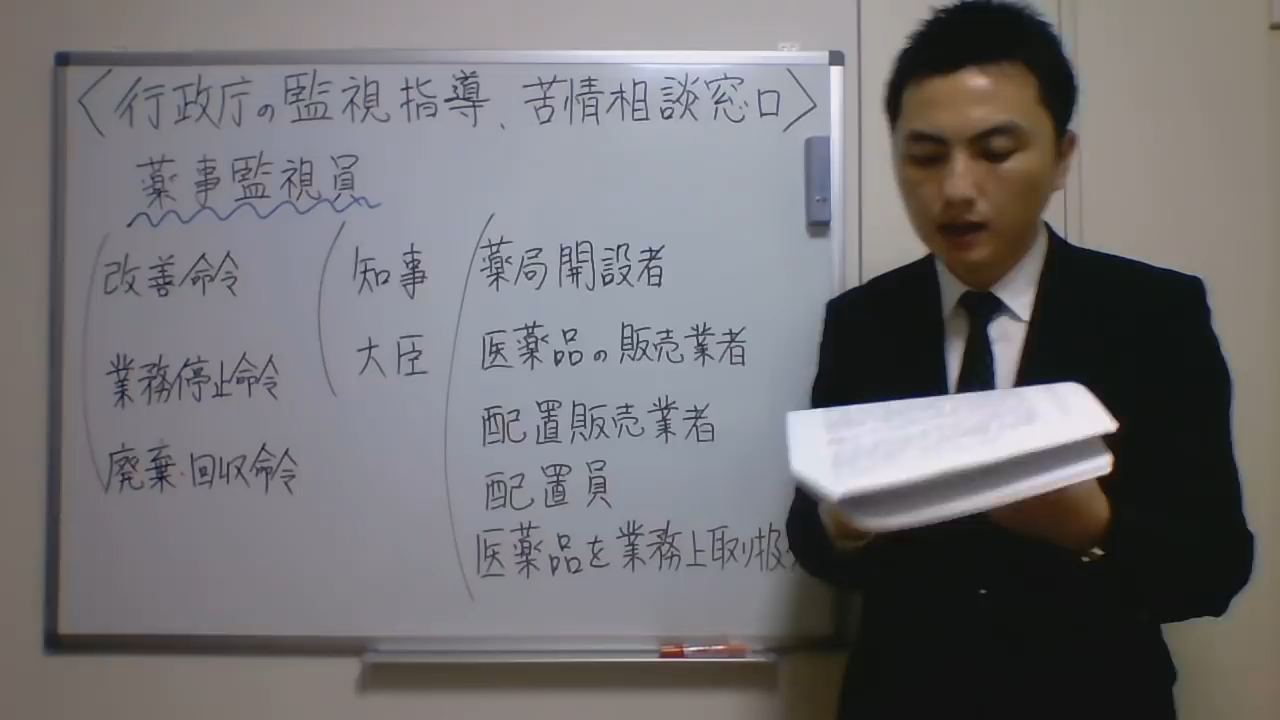 〈行政庁の監視指導、苦情相談窓口〉
薬事監視員
改善命令
業務停止命令
廃棄・回収命令
知事
大臣
薬局開設者
医薬品の販売業者
配置販売業者
配置員
医薬品を業務上取り扱